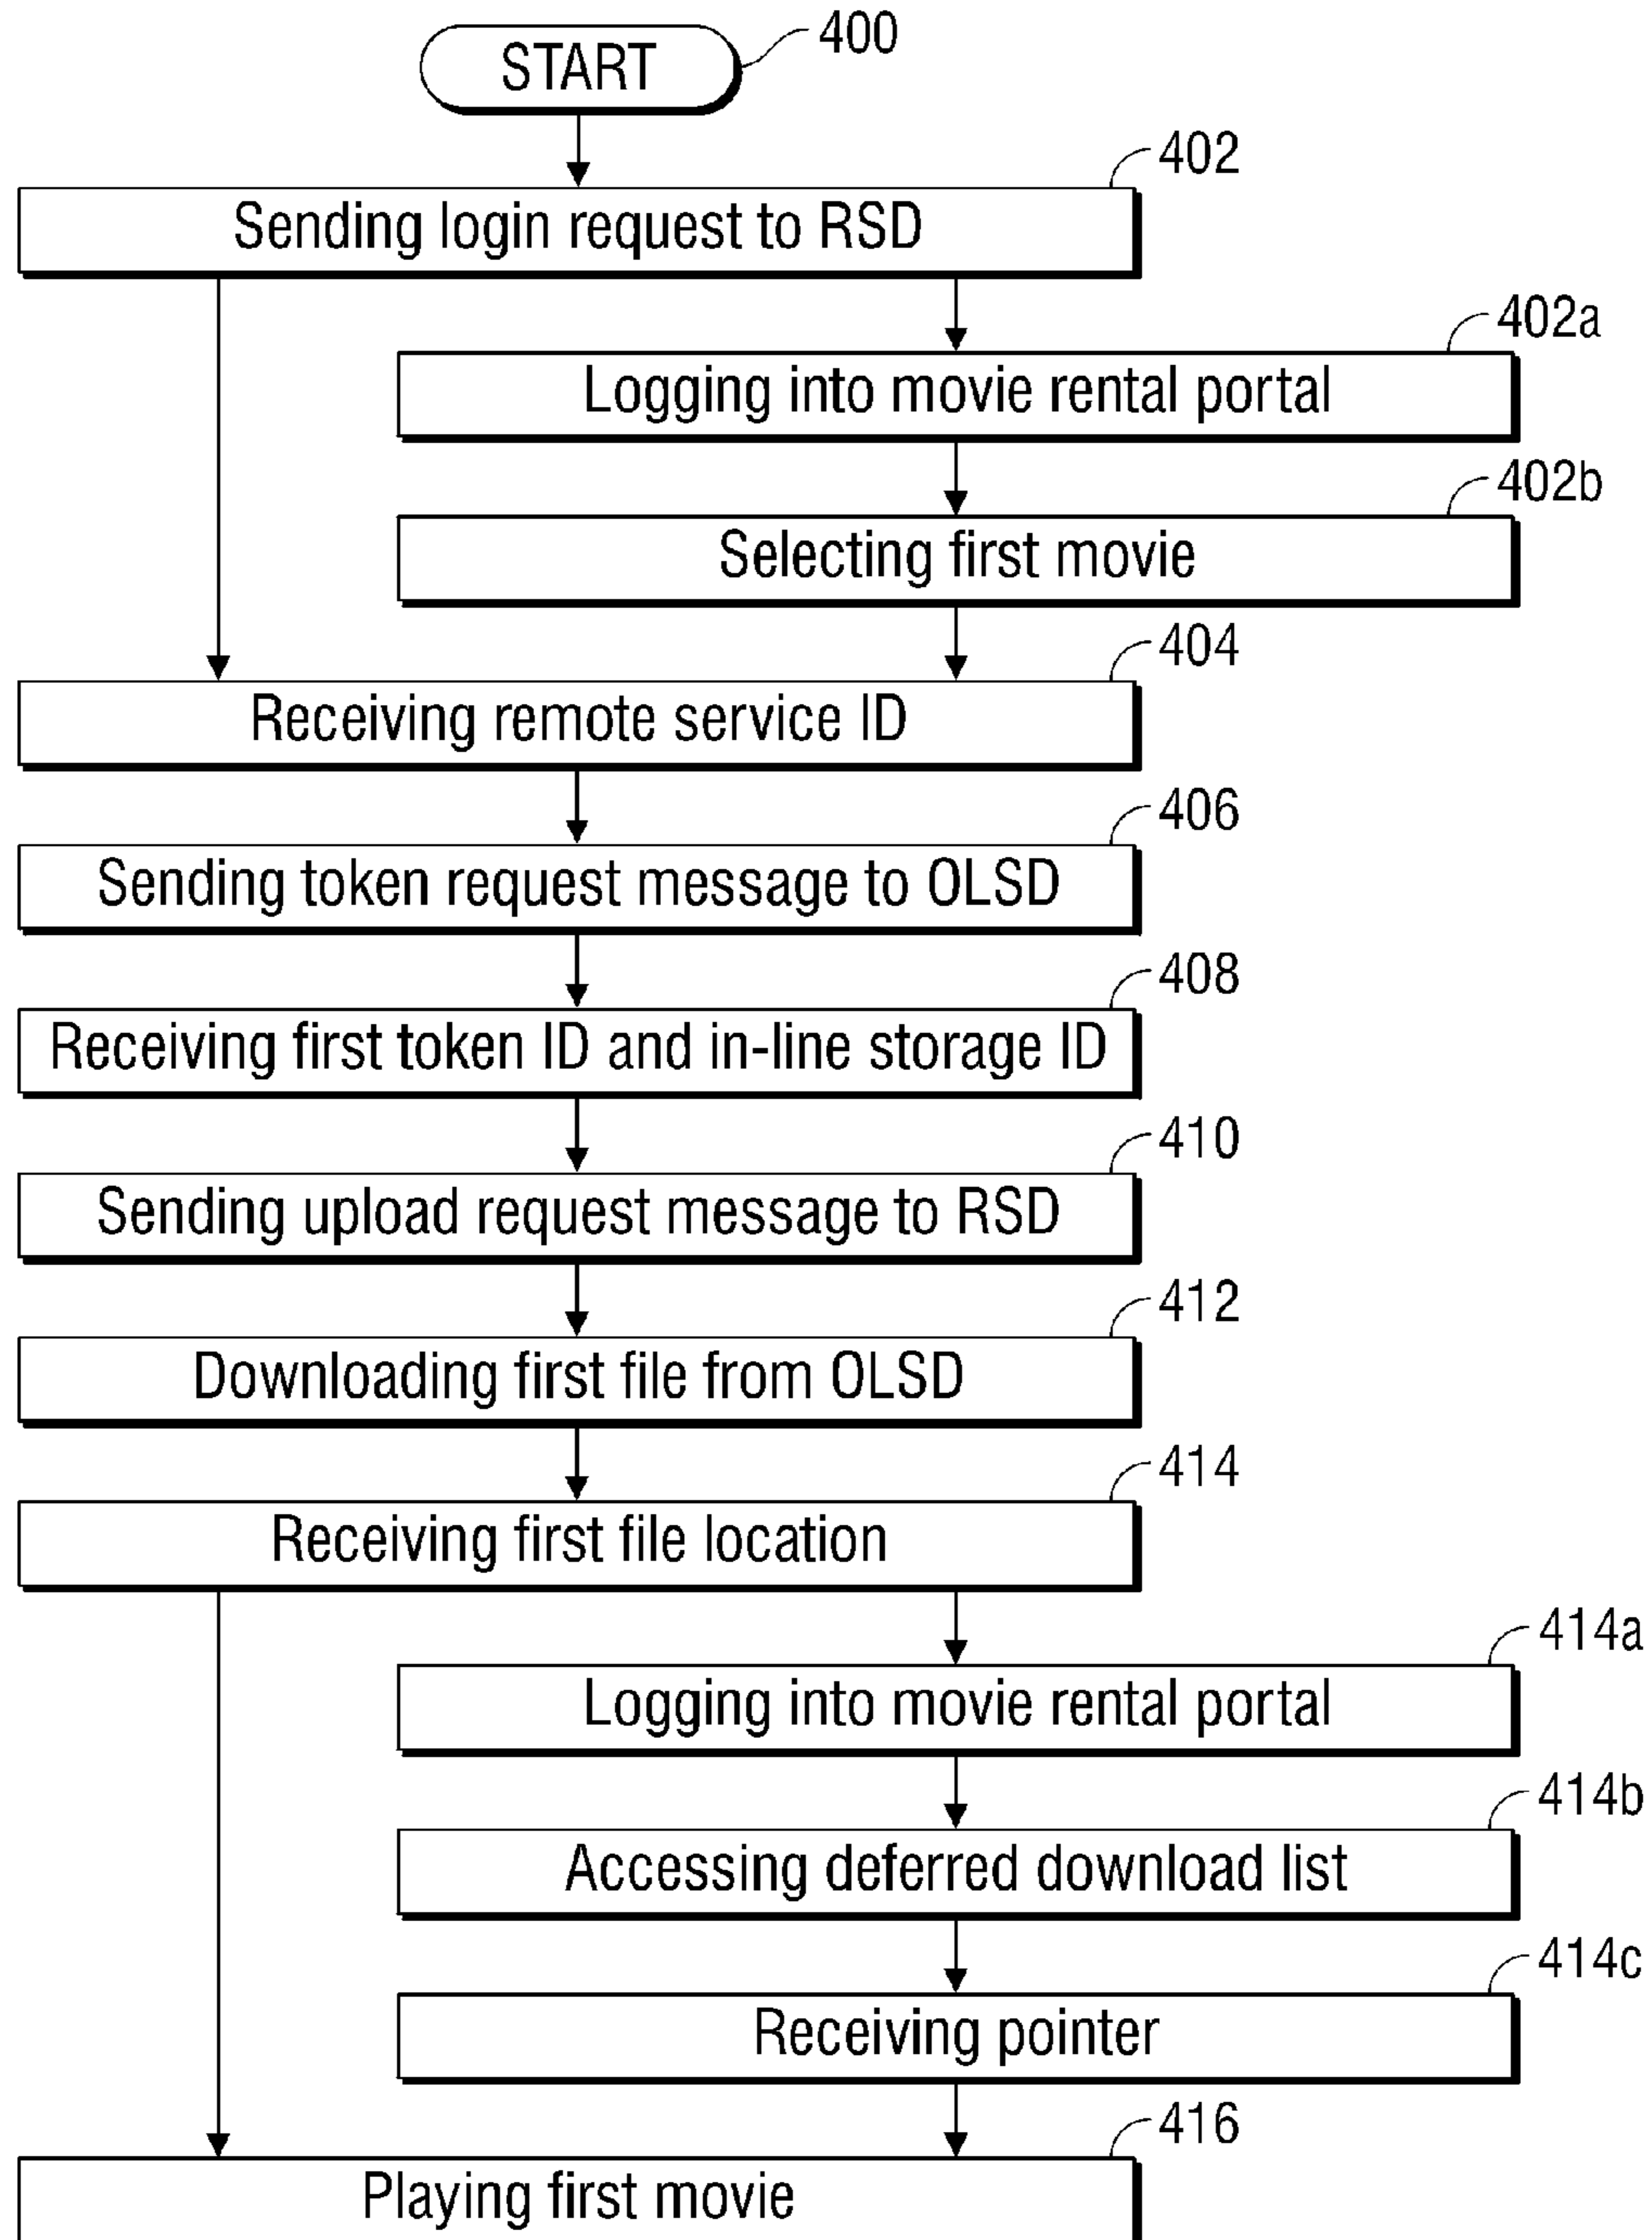 START
400
402
Sending login request to RSD
402a
Logging into movie rental portal
402b
Selecting first movie
404
Receiving remote service ID
406
Sending token request message to OLSD
408
Receiving first token ID and in-line storage ID
410
Sending upload request message to RSD
412
Downloading first file from OLSD
414
Receiving first file location
414a
Logging into movie rental portal
414b
Accessing deferred download list
414c
Receiving pointer
416
Playing first movie